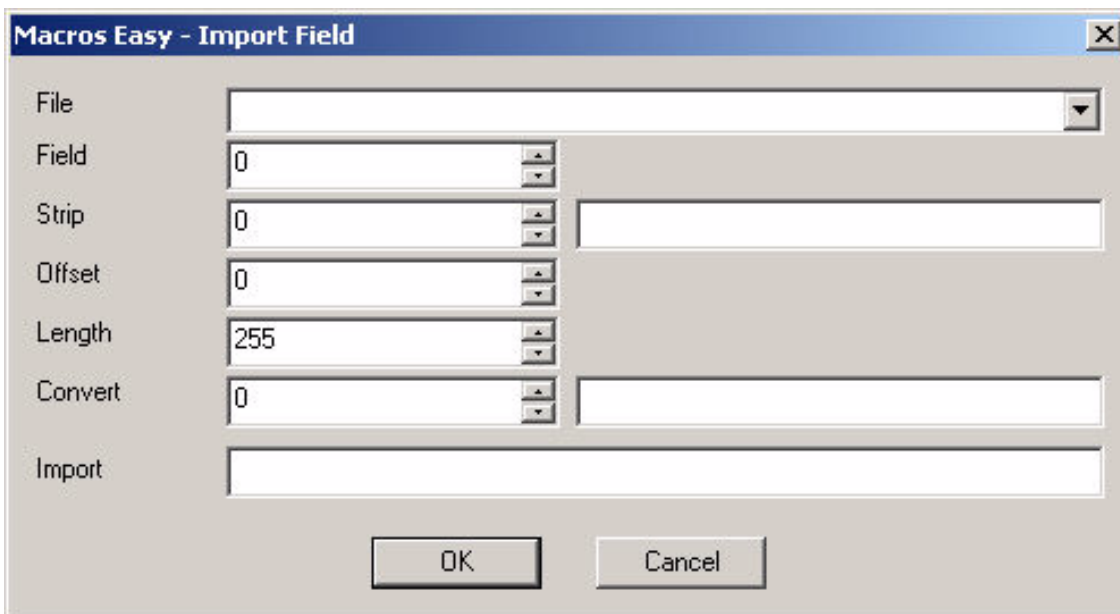 Macros Easy - Import Field
File
Field 0
Strip 0
Offset 0
Length 255
Convert 0
Import
OK Cancel